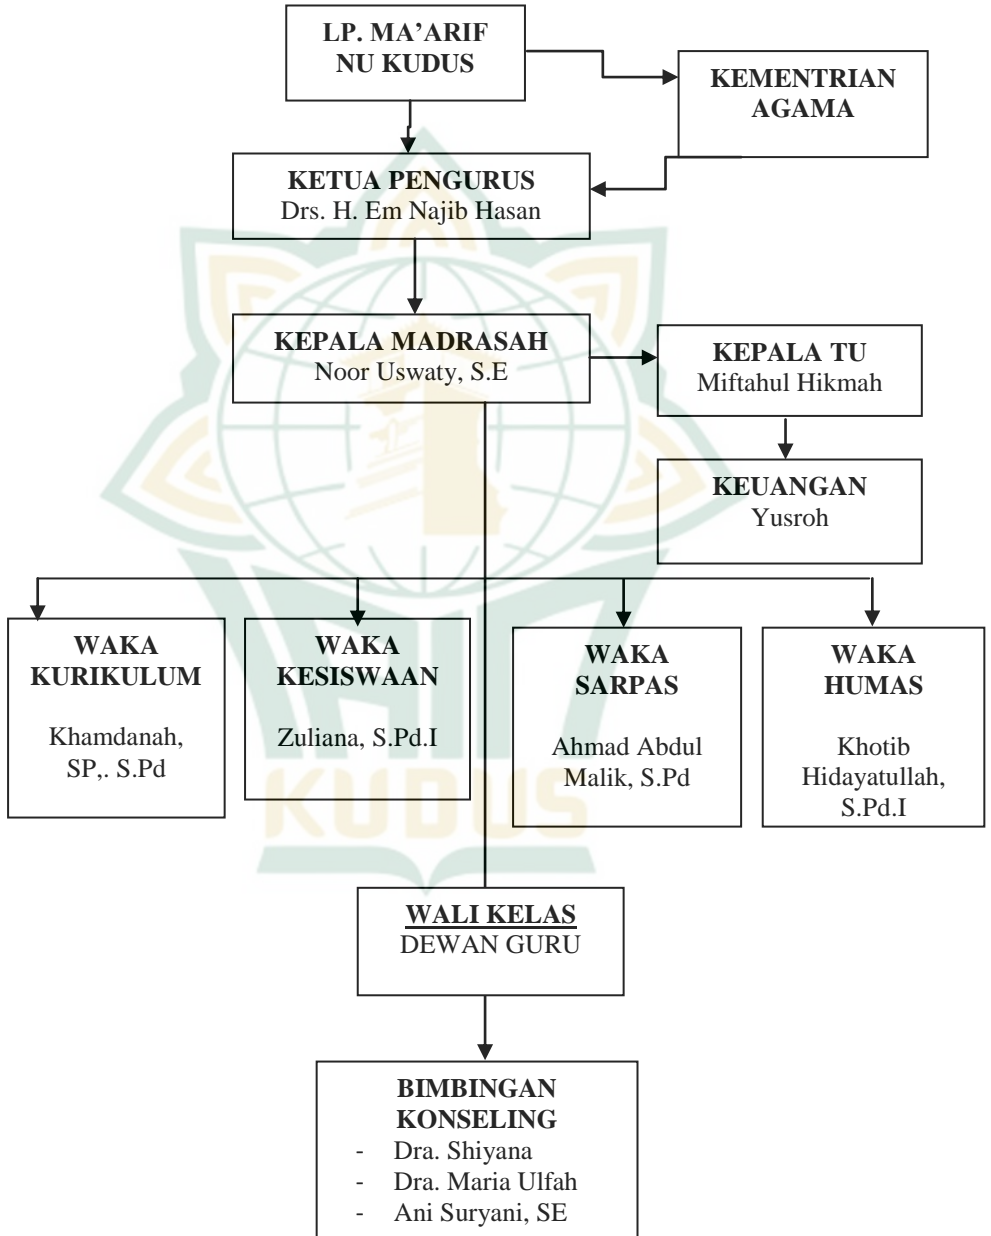 LP. MA’ARIF
NU KUDUS
KEMENTRIAN
AGAMA
KETUA PENGURUS
Drs. H. Em Najib Hasan
KEPALA MADRASAH
Noor Uswaty, S.E
KEPALA TU
Miftahul Hikmah
KEUANGAN
Yusroh
WAKA
KURIKULUM
Khamdanah,
SP,. S.Pd
WAKA
KESISWAAN
Zuliana, S.Pd.I
WAKA
SARPAS
Ahmad Abdul
Malik, S.Pd
WAKA
HUMAS
Khotib
Hidayatullah,
S.Pd.I
KUDUS
WALI KELAS
DEWAN GURU
BIMBINGAN
KONSELING
- Dra. Shiyana
- Dra. Maria Ulfah
- Ani Suryani, SE